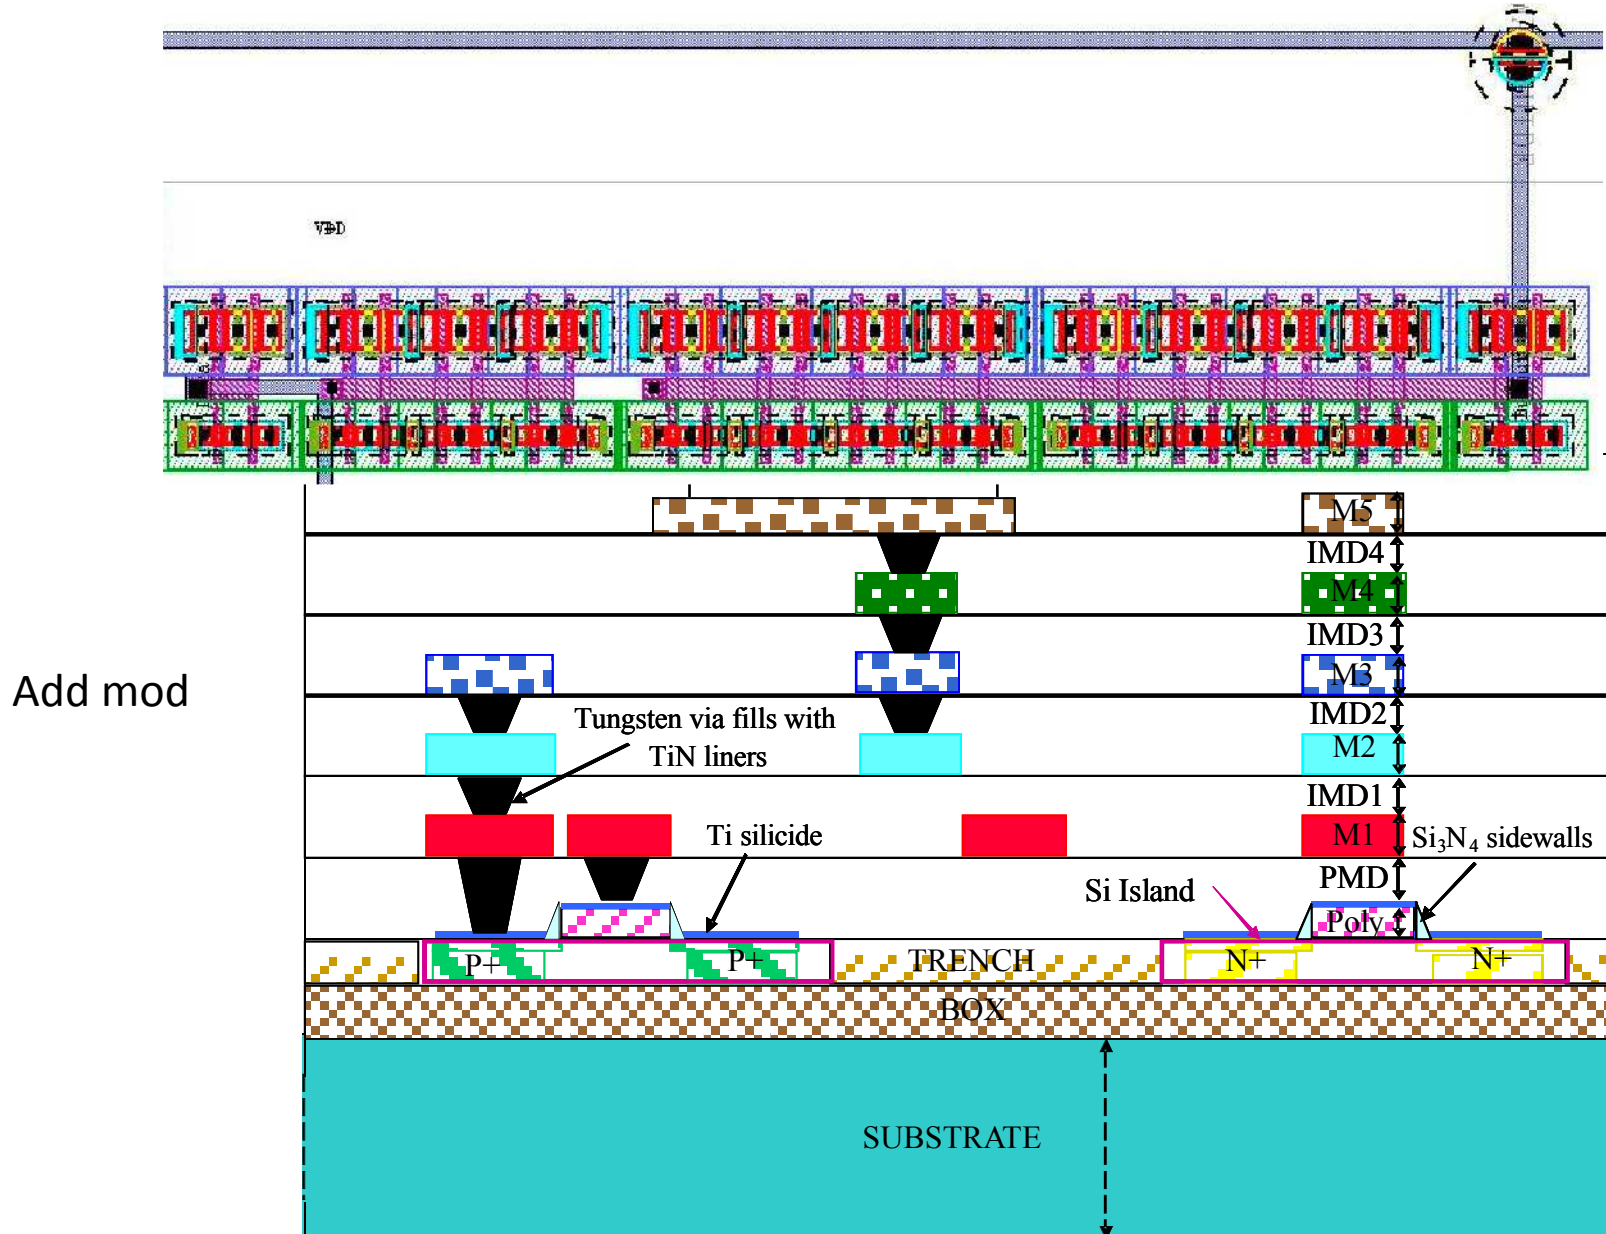 M5
IMD4
M4
IMD3
M3
Add mod
IMD2
Tungsten via fills with
TiN liners
M2
IMD1
Ti silicide
M1
Si₃N₄ sidewalls
PMD
Si Island
Poly
P+
P+
TRENCH
N+
N+
BOX
SUBSTRATE